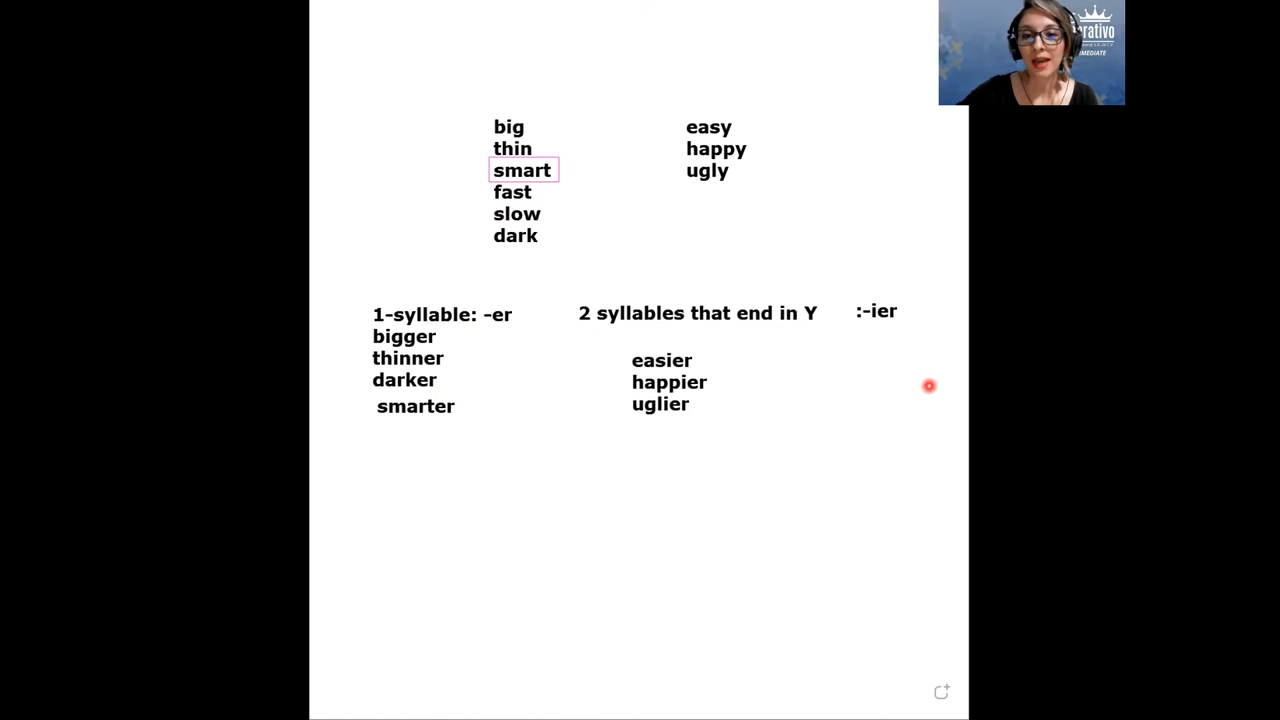 big
thin
smart
fast
slow
dark
easy
happy
ugly
1-syllable: -er
bigger
thinner
darker
smarter
2 syllables that end in Y :-ier
easier
happier
uglier